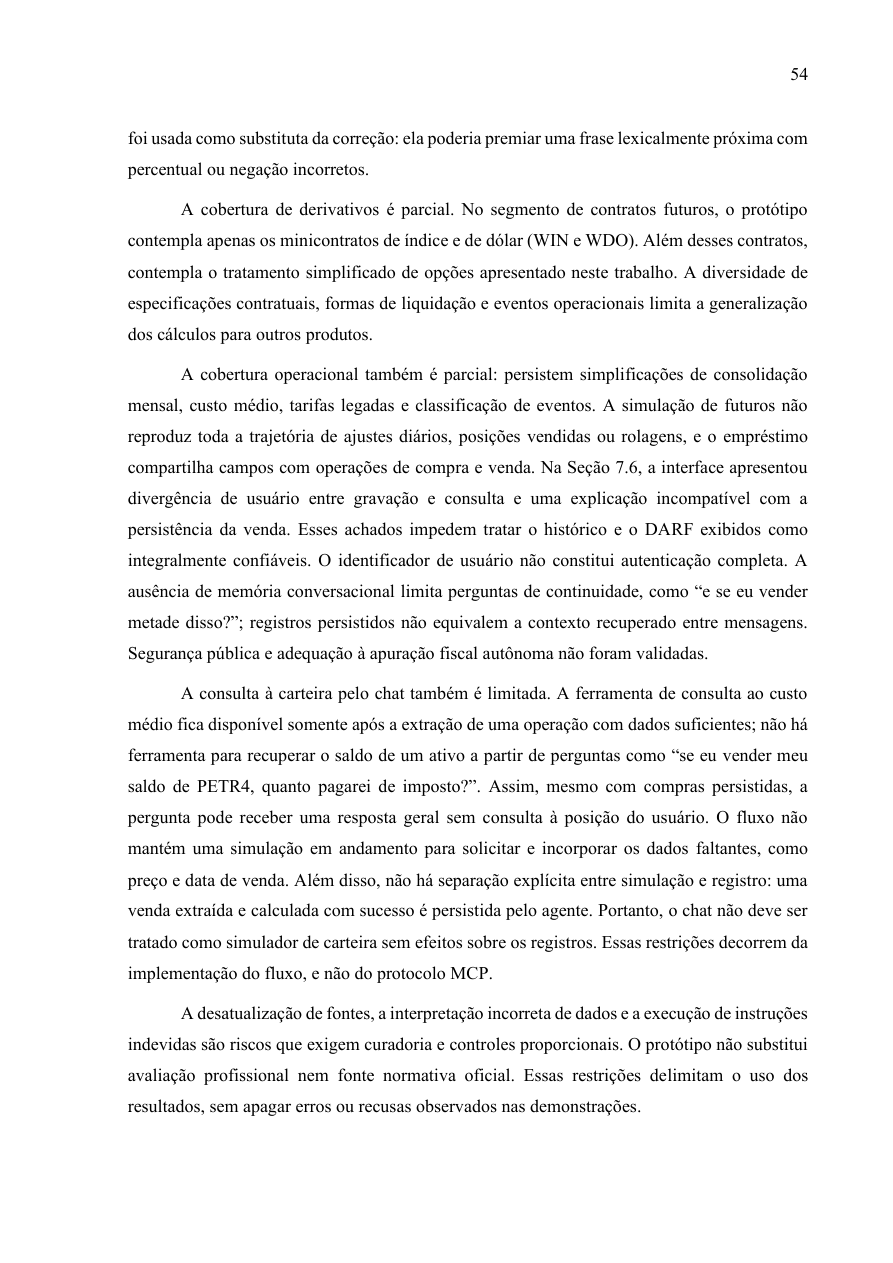 54
foi usada como substituta da correção: ela poderia premiar uma frase lexicalmente próxima com
percentual ou negação incorretos.
A cobertura de derivativos é parcial. No segmento de contratos futuros, o protótipo
contempla apenas os minicontratos de índice e de dólar (WIN e WDO). Além desses contratos,
contempla o tratamento simplificado de opções apresentado neste trabalho. A diversidade de
especificações contratuais, formas de liquidação e eventos operacionais limita a generalização
dos cálculos para outros produtos.
A cobertura operacional também é parcial: persistem simplificações de consolidação
mensal, custo médio, tarifas legadas e classificação de eventos. A simulação de futuros não
reproduz toda a trajetória de ajustes diários, posições vendidas ou rolagens, e o empréstimo
compartilha campos com operações de compra e venda. Na Seção 7.6, a interface apresentou
divergência de usuário entre gravação e consulta e uma explicação incompatível com a
persistência da venda. Esses achados impedem tratar o histórico e o DARF exibidos como
integralmente confiáveis. O identificador de usuário não constitui autenticação completa. A
ausência de memória conversacional limita perguntas de continuidade, como “e se eu vender
metade disso?”; registros persistidos não equivalem a contexto recuperado entre mensagens.
Segurança pública e adequação à apuração fiscal autônoma não foram validadas.
A consulta à carteira pelo chat também é limitada. A ferramenta de consulta ao custo
médio fica disponível somente após a extração de uma operação com dados suficientes; não há
ferramenta para recuperar o saldo de um ativo a partir de perguntas como “se eu vender meu
saldo de PETR4, quanto pagarei de imposto?”. Assim, mesmo com compras persistidas, a
pergunta pode receber uma resposta geral sem consulta à posição do usuário. O fluxo não
mantém uma simulação em andamento para solicitar e incorporar os dados faltantes, como
preço e data de venda. Além disso, não há separação explícita entre simulação e registro: uma
venda extraída e calculada com sucesso é persistida pelo agente. Portanto, o chat não deve ser
tratado como simulador de carteira sem efeitos sobre os registros. Essas restrições decorrem da
implementação do fluxo, e não do protocolo MCP.
A desatualização de fontes, a interpretação incorreta de dados e a execução de instruções
indevidas são riscos que exigem curadoria e controles proporcionais. O protótipo não substitui
avaliação profissional nem fonte normativa oficial. Essas restrições delimitam o uso dos
resultados, sem apagar erros ou recusas observados nas demonstrações.